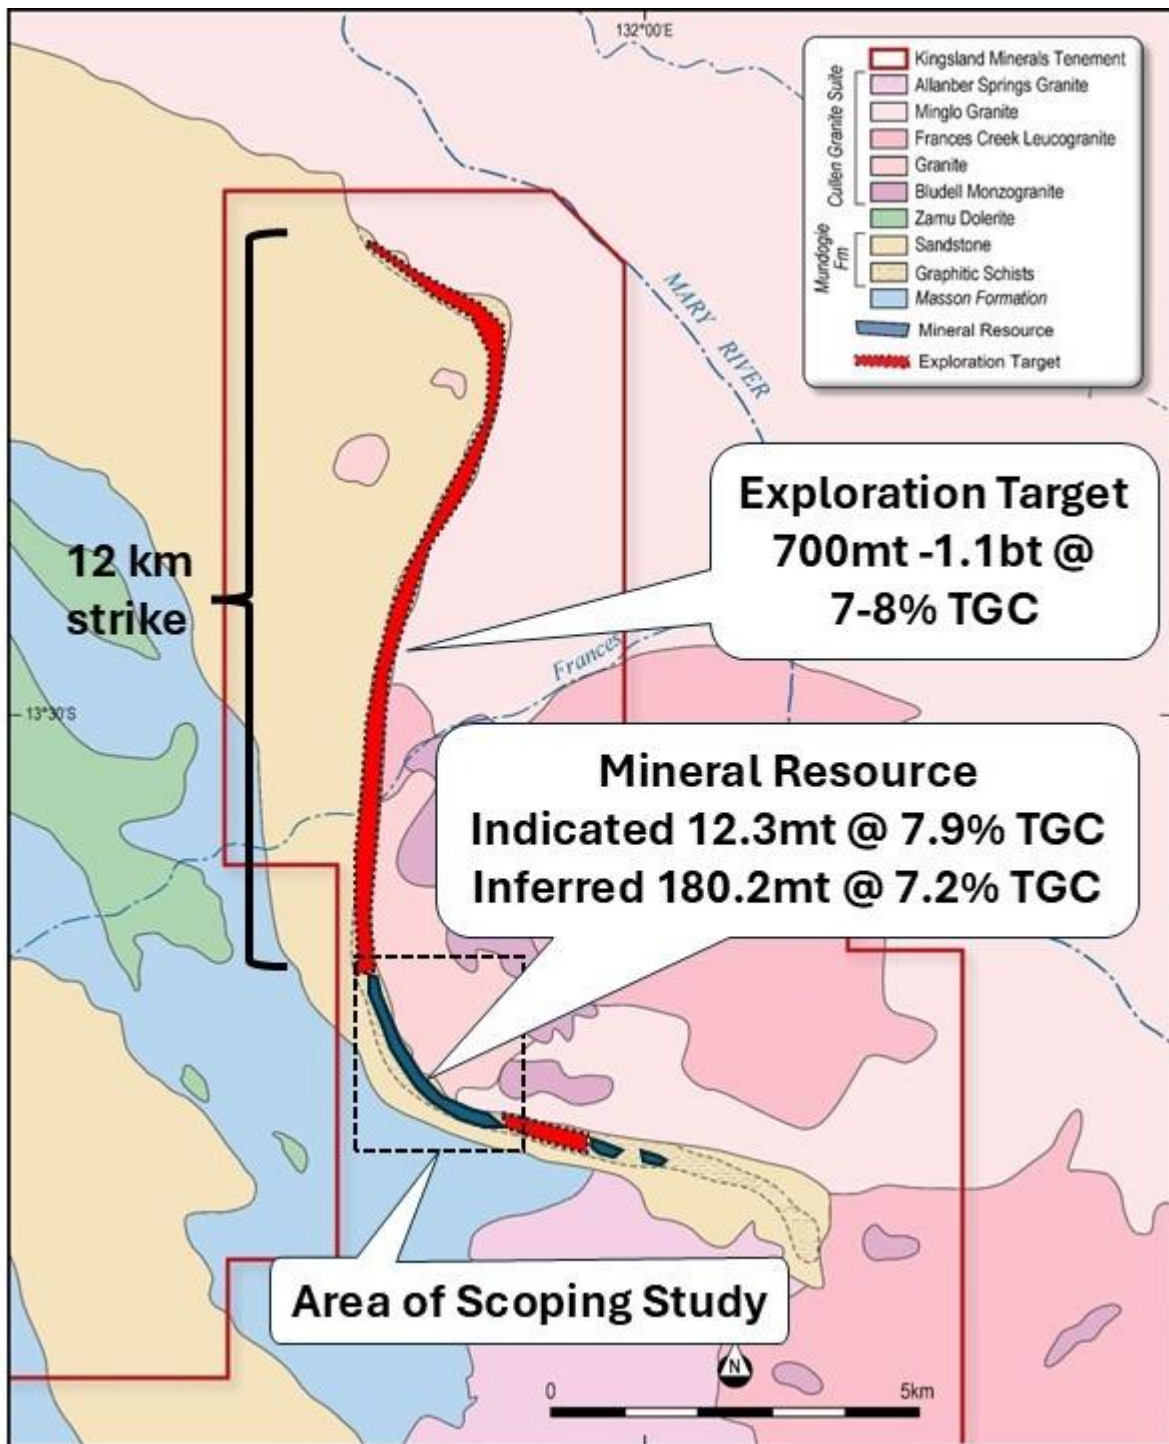 132°00'E
Kingsland Minerals Tenement
Cullen Granite Suite
Allanber Springs Granite
Minglo Granite
Frances Creek Leucogranite
Granite
Bludell Monzogranite
Zamu Dolerite
Mundogie
Fm
Sandstone
Graphitic Schists
Masson Formation
Mineral Resource
Exploration Target
MARY RIVER
Exploration Target
700mt -1.1bt @
7-8% TGC
12 km
strike
Frances
13°30'S
Mineral Resource
Indicated 12.3mt @ 7.9% TGC
Inferred 180.2mt @ 7.2% TGC
Area of Scoping Study
N
0 5km